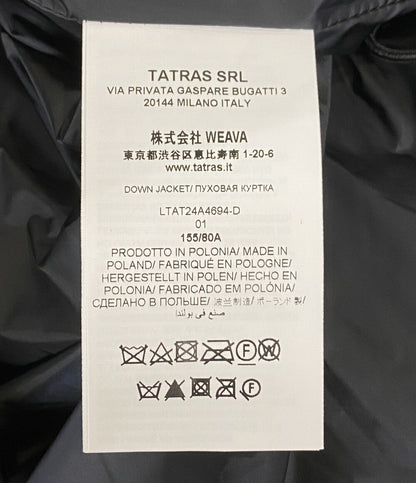 TATRAS SRL
VIA PRIVATA GASPARE BUGATTI 3
20144 MILANO ITALY
株式会社 WEAVA
東京都渋谷区恵比寿南 1-20-6
www.tatras.it
DOWN JACKET/ ПУХОВАЯ КУРТКА
LTAT24A4694-D
01
155/80A
PRODOTTO IN POLONIA/ MADE IN
POLAND/ FABRIQUÉ EN POLOGNE/
HERGESTELLT IN POLEN/ HECHO EN
POLONIA/ FABRICADO EM POLÓNIA/
СДЕЛАНО В ПОЛЬШЕ/ 波兰制造/ ポーランド製/
صنع في بولندا
F W
F